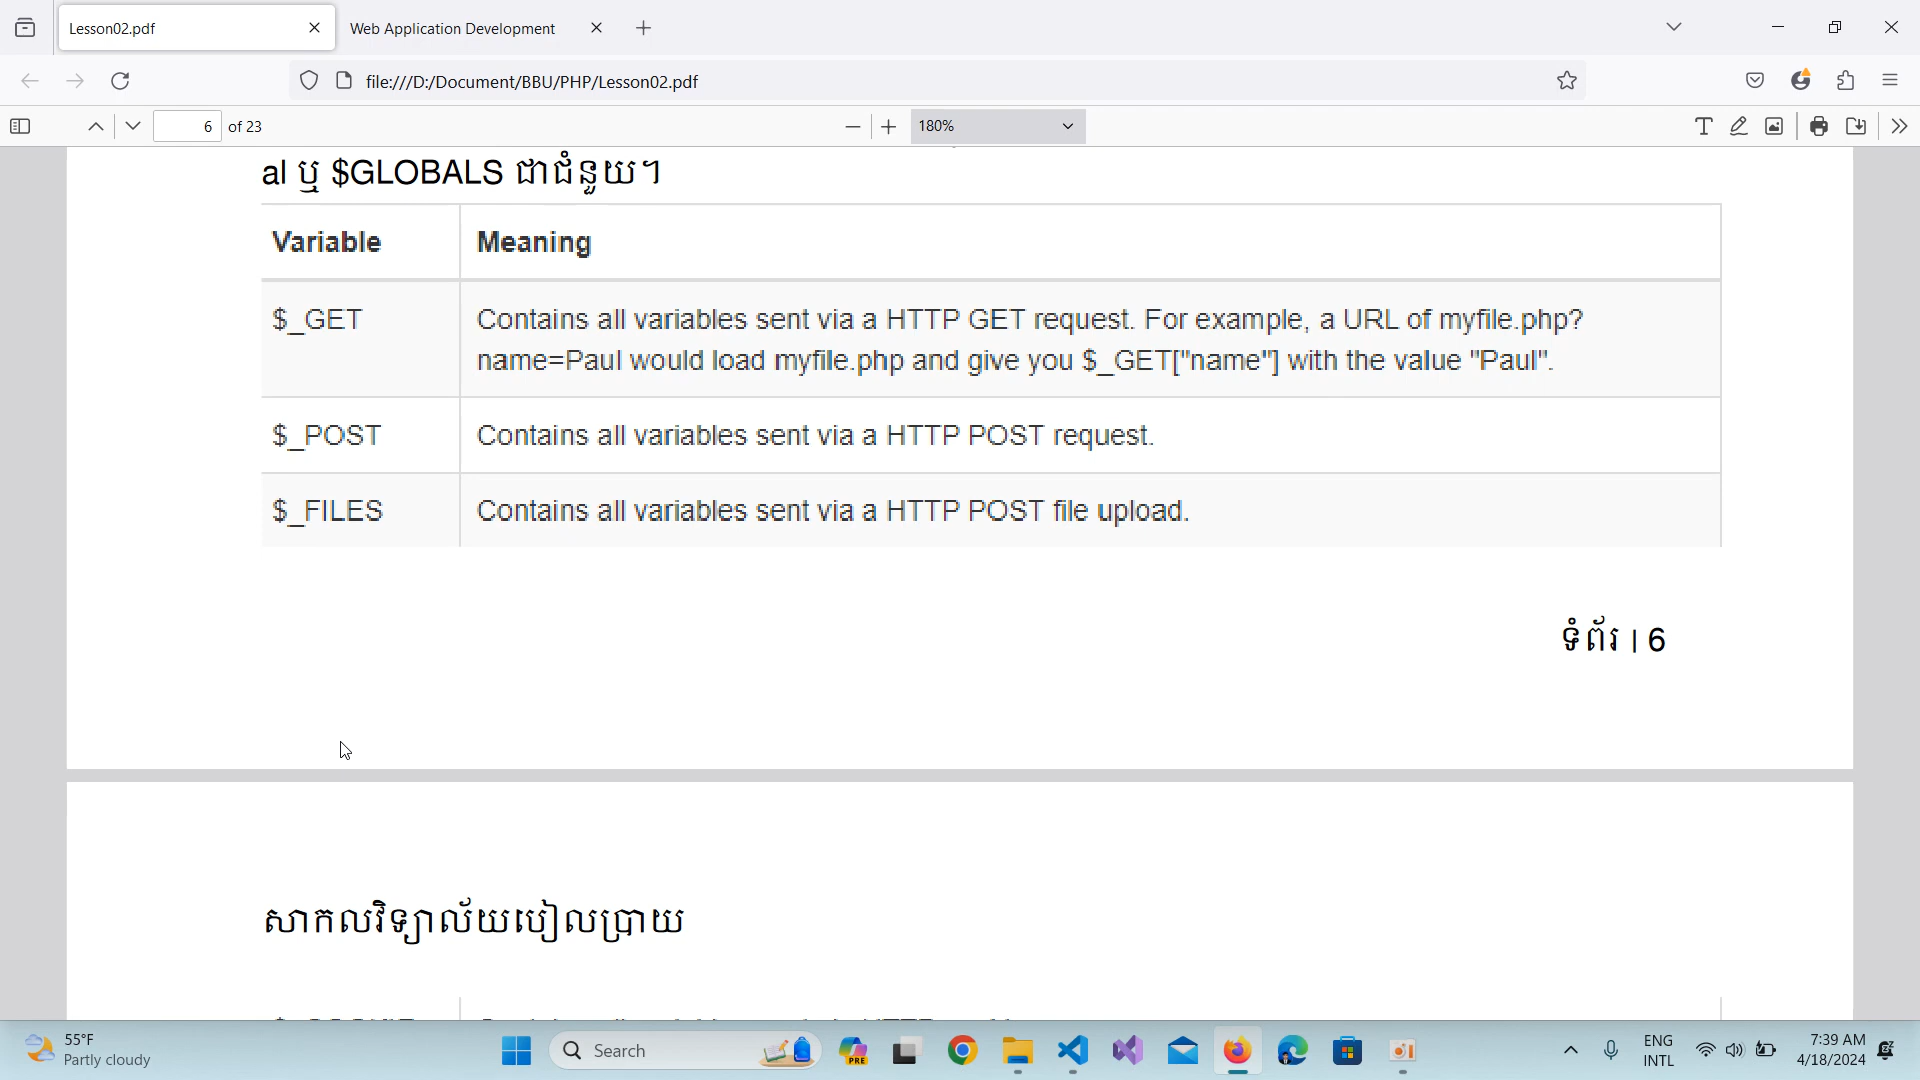 Lesson02.pdf
Web Application Development
file:///D:/Document/BBU/PHP/Lesson02.pdf
6 of 23
180%
al ឬ $GLOBALS ជាជំនួយ។
Variable Meaning
$_GET Contains all variables sent via a HTTP GET request. For example, a URL of myfile.php?
name=Paul would load myfile.php and give you $_GET["name"] with the value "Paul".
$_POST Contains all variables sent via a HTTP POST request.
$_FILES Contains all variables sent via a HTTP POST file upload.
ទំព័រ | 6
សាកលវិទ្យាល័យបៀលប្រាយ
55°F
Partly cloudy
Search
PRE
ENG
INTL
7:39 AM
4/18/2024